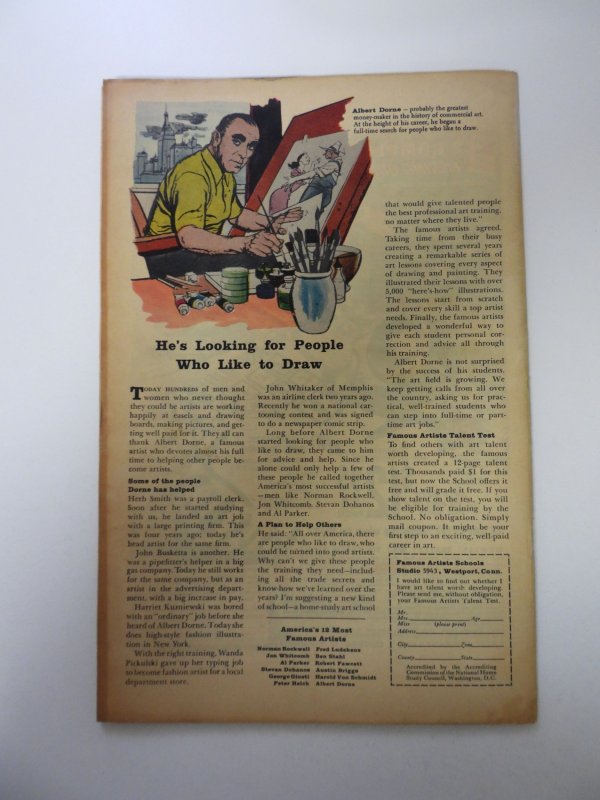 Albert Dorne – probably the greatest
money-maker in the history of commercial art.
At the height of his career, he began a
full-time search for people who like to draw.
He's Looking for People
Who Like to Draw
TODAY HUNDREDS of men and
women who never thought
they could be artists are working
happily at easels and drawing
boards, making pictures, and get-
ting well paid for it. They all can
thank Albert Dorne, a famous
artist who devotes almost his full
time to helping other people be-
come artists.
Some of the people
Dorne has helped
Herb Smith was a payroll clerk.
Soon after he started studying
with us, he landed an art job
with a large printing firm. This
was four years ago; today he's
head artist for the same firm.
John Busketta is another. He
was a pipefitter's helper in a big
gas company. Today he still works
for the same company, but as an
artist in the advertising depart-
ment, with a big increase in pay.
Harriet Kuzniewski was bored
with an "ordinary" job before she
heard of Albert Dorne. Today she
does high-style fashion illustra-
tion in New York.
With the right training, Wanda
Pickulski gave up her typing job
to become fashion artist for a local
department store.
John Whitaker of Memphis
was an airline clerk two years ago.
Recently he won a national car-
tooning contest and was signed
to do a newspaper comic strip.
Long before Albert Dorne
started looking for people who
like to draw, they came to him
for advice and help. Since he
alone could only help a few of
these people he called together
America's most successful artists
—men like Norman Rockwell,
Jon Whitcomb, Stevan Dohanos
and Al Parker.
A Plan to Help Others
He said: "All over America, there
are people who like to draw, who
could be turned into good artists.
Why can't we give these people
the training they need—includ-
ing all the trade secrets and
know-how we've learned over the
years? I'm suggesting a new kind
of school—a home-study art school
America's 12 Most
Famous Artists
Norman Rockwell Fred Ludekens
Jon Whitcomb Ben Stahl
Al Parker Robert Fawcett
Stevan Dohanos Austin Briggs
George Giusti Harold Von Schmidt
Peter Helck Albert Dorne
that would give talented people
the best professional art training,
no matter where they live."
The famous artists agreed.
Taking time from their busy
careers, they spent several years
creating a remarkable series of
art lessons covering every aspect
of drawing and painting. They
illustrated their lessons with over
5,000 "here's-how" illustrations.
The lessons start from scratch
and cover every skill a top artist
needs. Finally, the famous artists
developed a wonderful way to
give each student personal cor-
rection and advice all through
his training.
Albert Dorne is not surprised
by the success of his students.
"The art field is growing. We
keep getting calls from all over
the country, asking us for prac-
tical, well-trained students who
can step into full-time or part-
time art jobs."
Famous Artists Talent Test
To find others with art talent
worth developing, the famous
artists created a 12-page talent
test. Thousands paid $1 for this
test, but now the School offers it
free and will grade it free. If you
show talent on the test, you will
be eligible for training by the
School. No obligation. Simply
mail coupon. It might be your
first step to an exciting, well-paid
career in art.
Famous Artists Schools
Studio 5943, Westport, Conn.
I would like to find out whether I
have art talent worth developing.
Please send me, without obligation,
your Famous Artists Talent Test.
Mr.
Mrs. Age
Miss (please print)
Address
City Zone
County State
Accredited by the Accrediting
Commission of the National Home
Study Council, Washington, D.C.